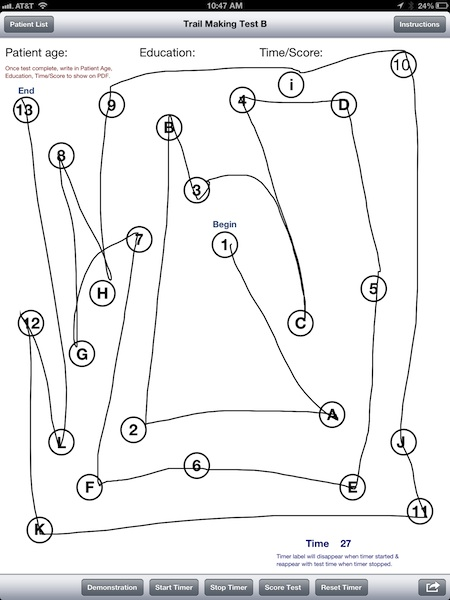 AT&T 10:47 AM 24%
Patient List Trail Making Test B Instructions
Patient age: Education: Time/Score:
Once test complete, write in Patient Age,
Education, Time/Score to show on PDF.
10
i
End
13 9 4 D
B
8
3
Begin
7 1
5
H
12 C
G
A
2
L J
6
F E
11
K
Time 27
Timer label will disappear when timer started &
reappear with test time when timer stopped.
Demonstration Start Timer Stop Timer Score Test Reset Timer